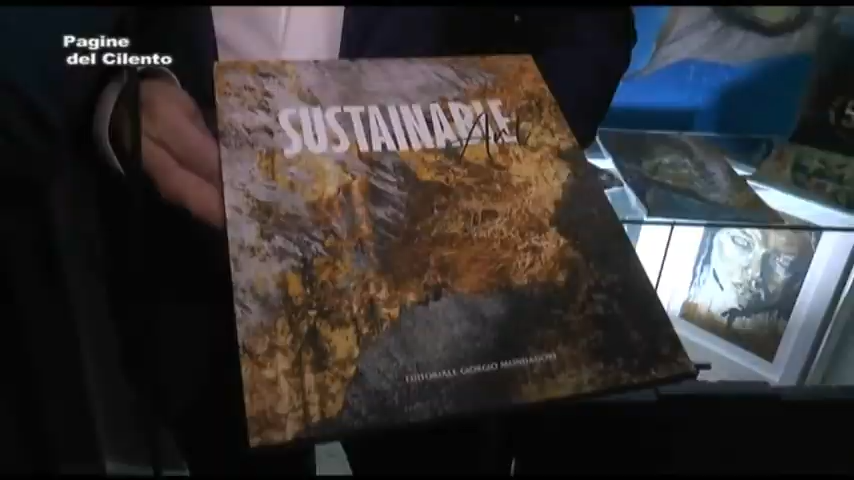 Pagine
del Cilento
SUSTAINABLE
Art
EDITORIALE GIORGIO MONDADORI